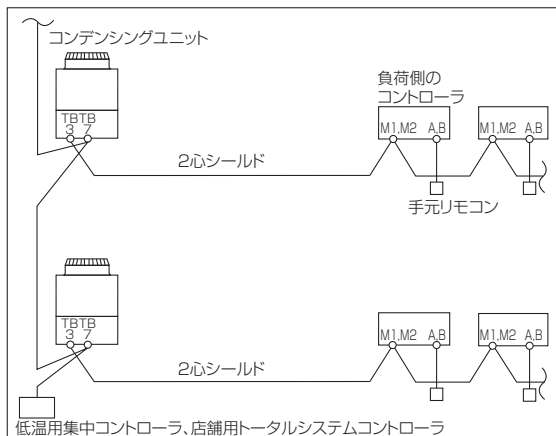 コンデンシングユニット
負荷側の
コントローラ
TB TB
3 7
M1,M2 A,B
M1,M2 A,B
2心シールド
手元リモコン
TB TB
3 7
M1,M2 A,B
M1,M2 A,B
2心シールド
低温用集中コントローラ、店舗用トータルシステムコントローラ